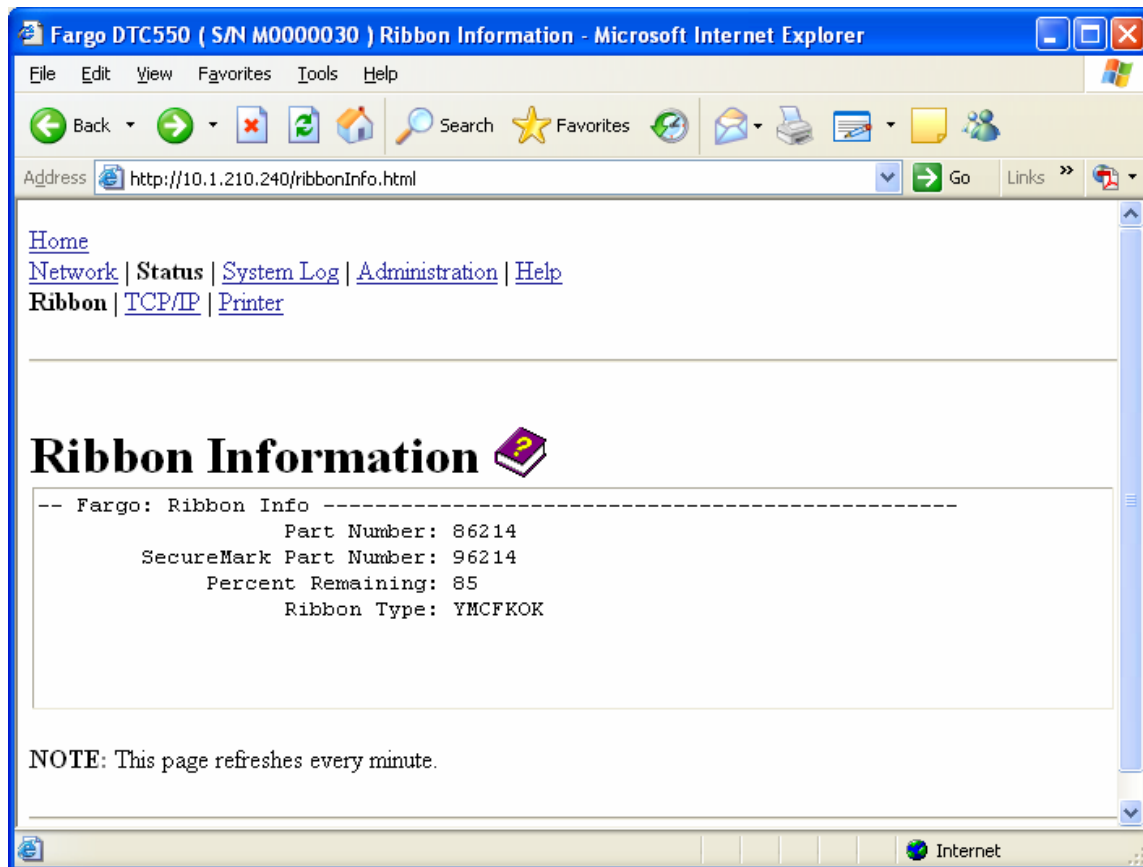 Fargo DTC550 ( S/N M0000030 ) Ribbon Information - Microsoft Internet Explorer
File Edit View Favorites Tools Help
Back Search Favorites
Address http://10.1.210.240/ribbonInfo.html Go Links »
Home
Network | Status | System Log | Administration | Help
Ribbon | TCP/IP | Printer
Ribbon Information ?
-- Fargo: Ribbon Info -------------------------------------------------
Part Number: 86214
SecureMark Part Number: 96214
Percent Remaining: 85
Ribbon Type: YMCFKOK
NOTE: This page refreshes every minute.
Internet